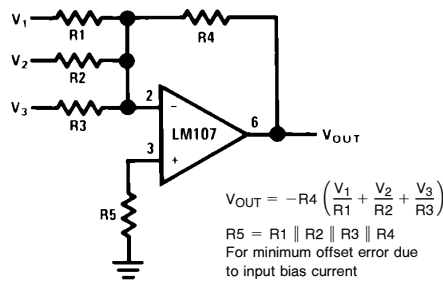 V1 R1 R4
V2 R2
V3 R3 2 − 6
LM107 VOUT
3 +
R5
VOUT = −R4 (V1/R1 + V2/R2 + V3/R3)
R5 = R1 ∥ R2 ∥ R3 ∥ R4
For minimum offset error due
to input bias current